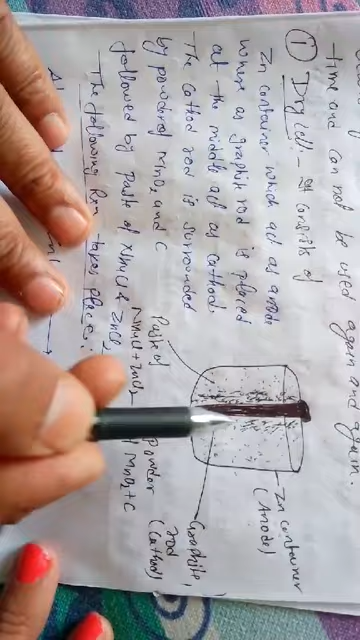 time and can not be used again and again.
① Dry Cell:- It consists of
Zn container which act as anode
where as graphite rod is placed
at the middle act as cathod.
The cathod rod is surrounded
by powdered MnO2 and C
followed by paste of NH4Cl & ZnCl2
The following Rxn takes place:
Zn container
(Anode)
Graphite
rod
(Cathod)
Powder
MnO2 + C
Paste of
NH4Cl + ZnCl2